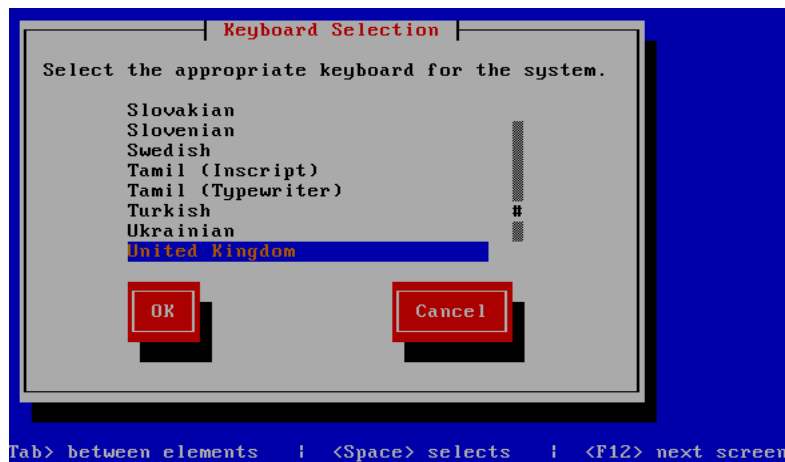 Keyboard Selection
Select the appropriate keyboard for the system.
Slovakian
Slovenian
Swedish
Tamil (Inscript)
Tamil (Typewriter)
Turkish
#
Ukrainian
United Kingdom
OK Cancel
Tab> between elements | <Space> selects | <F12> next screen